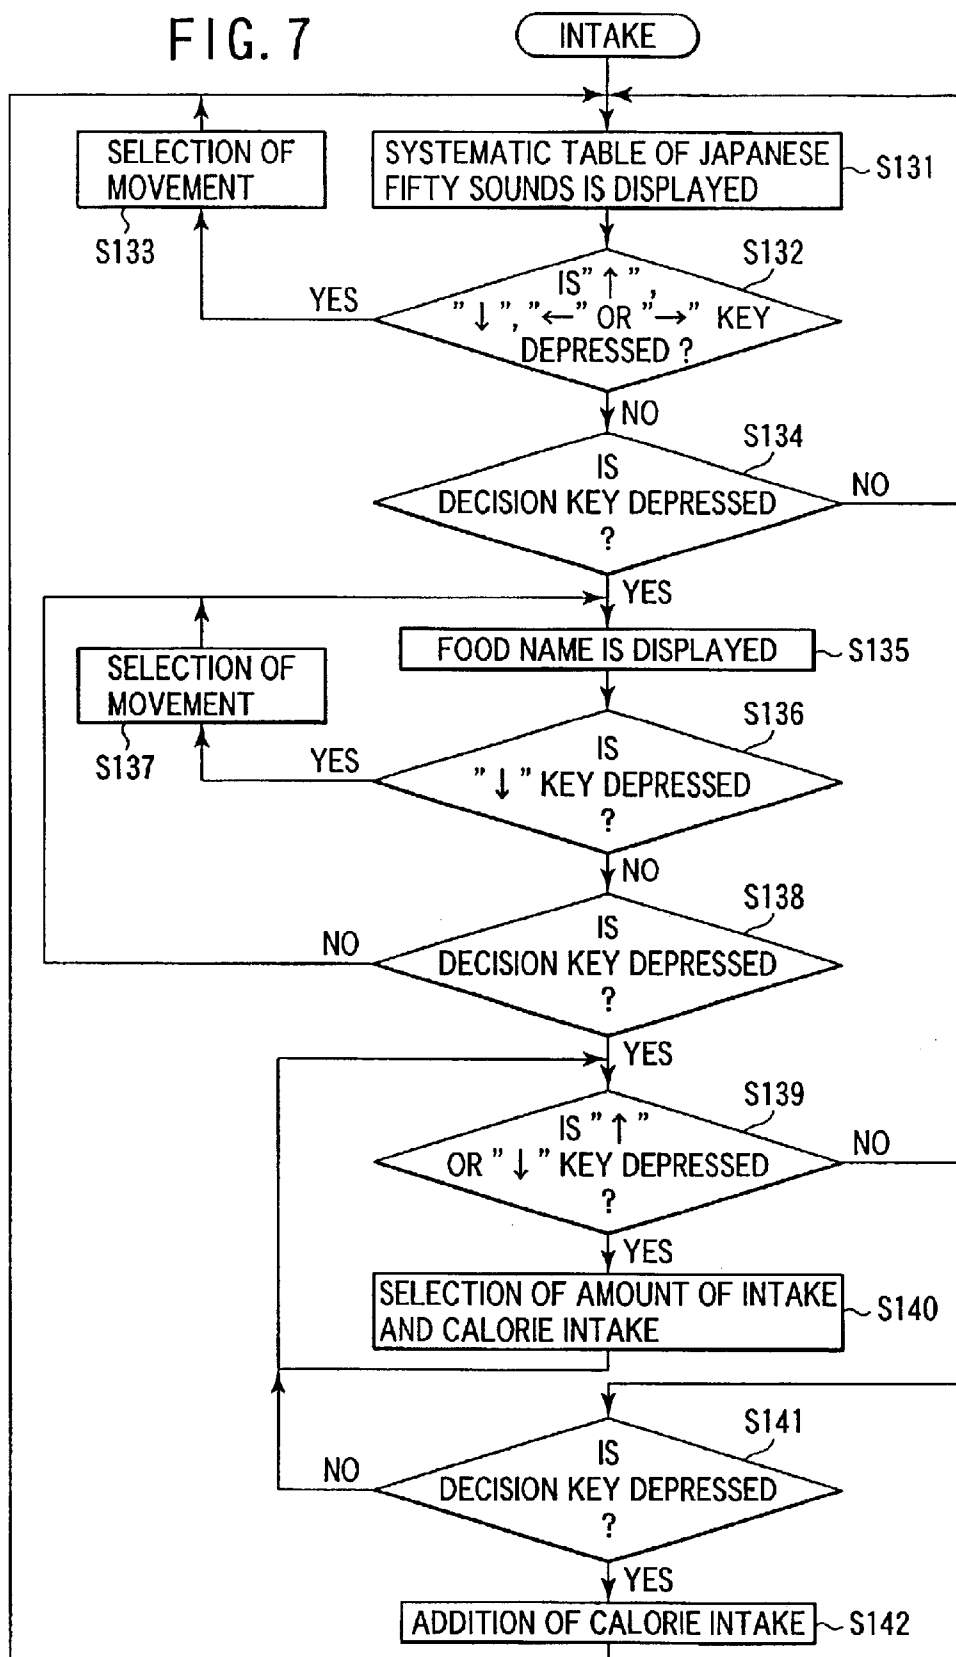 FIG. 7
INTAKE
SELECTION OF
MOVEMENT
S133
SYSTEMATIC TABLE OF JAPANESE
FIFTY SOUNDS IS DISPLAYED
S131
S132
IS"↑",
"↓", "←" OR "→" KEY
DEPRESSED ?
YES
NO
S134
IS
DECISION KEY DEPRESSED
?
NO
YES
FOOD NAME IS DISPLAYED
S135
SELECTION OF
MOVEMENT
S137
S136
IS
"↓" KEY DEPRESSED
?
YES
NO
S138
IS
DECISION KEY DEPRESSED
?
NO
YES
S139
IS "↑"
OR "↓" KEY DEPRESSED
?
NO
YES
SELECTION OF AMOUNT OF INTAKE
AND CALORIE INTAKE
S140
S141
IS
DECISION KEY DEPRESSED
?
NO
YES
ADDITION OF CALORIE INTAKE
S142